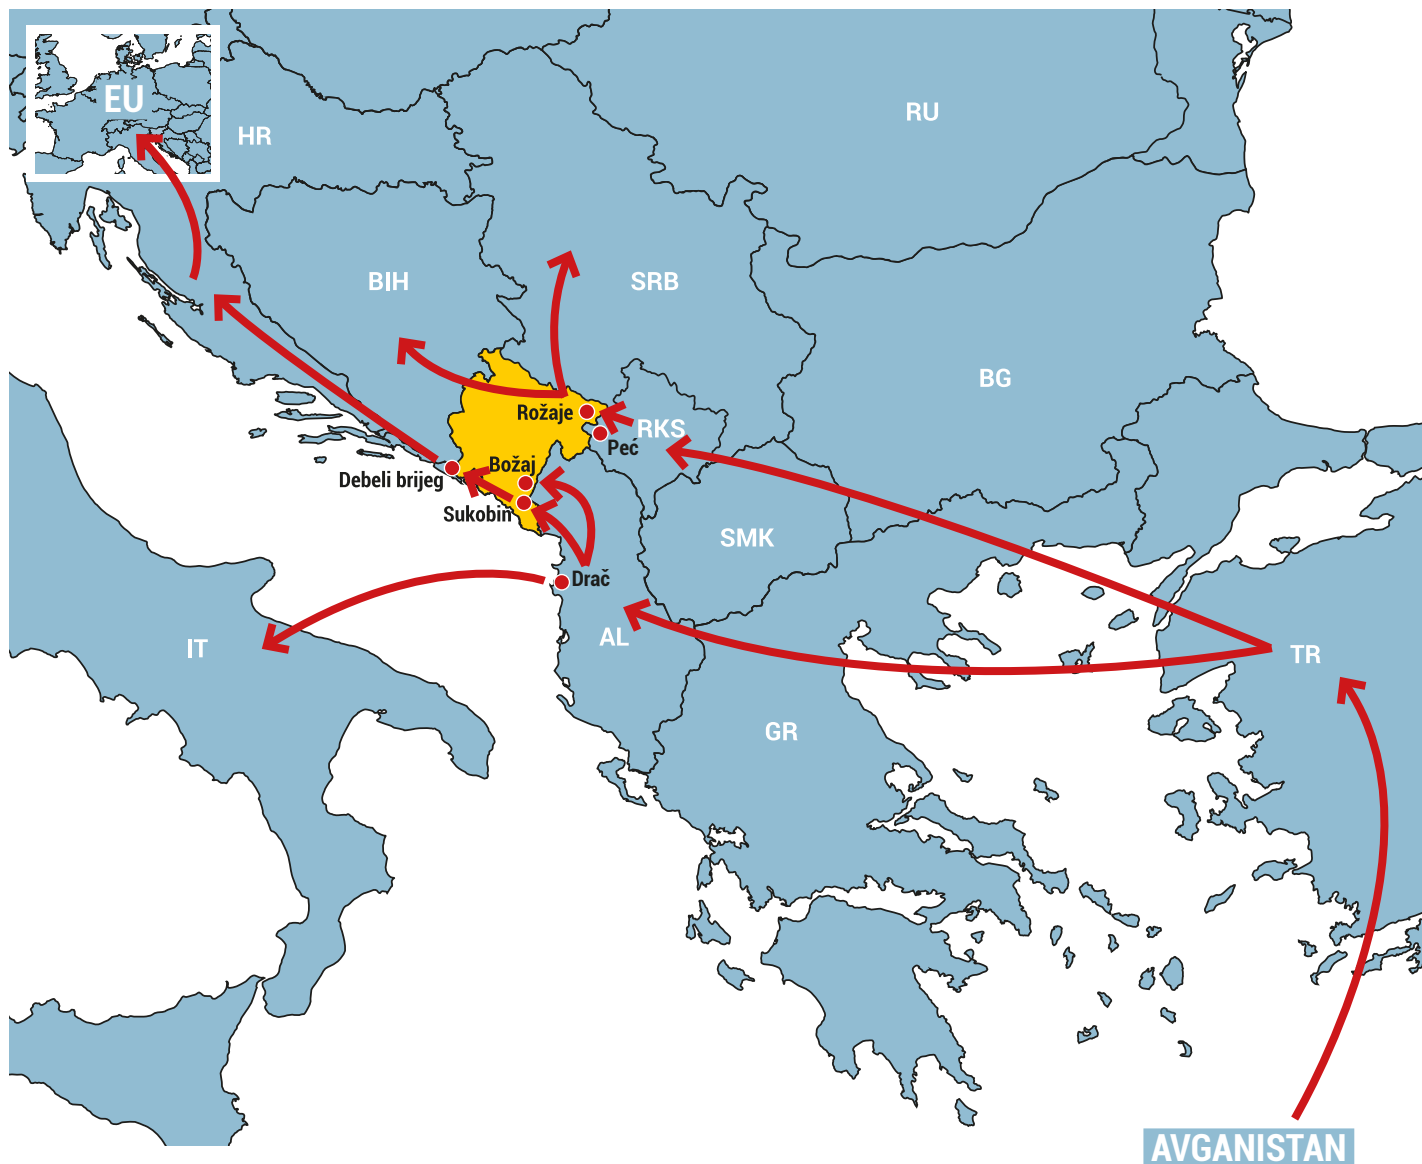 EU
HR
RU
BIH
SRB
BG
Rožaje
RKS
Peć
Božaj
Debeli brijeg
Sukobin
SMK
Drač
AL
IT
TR
GR
AVGANISTAN